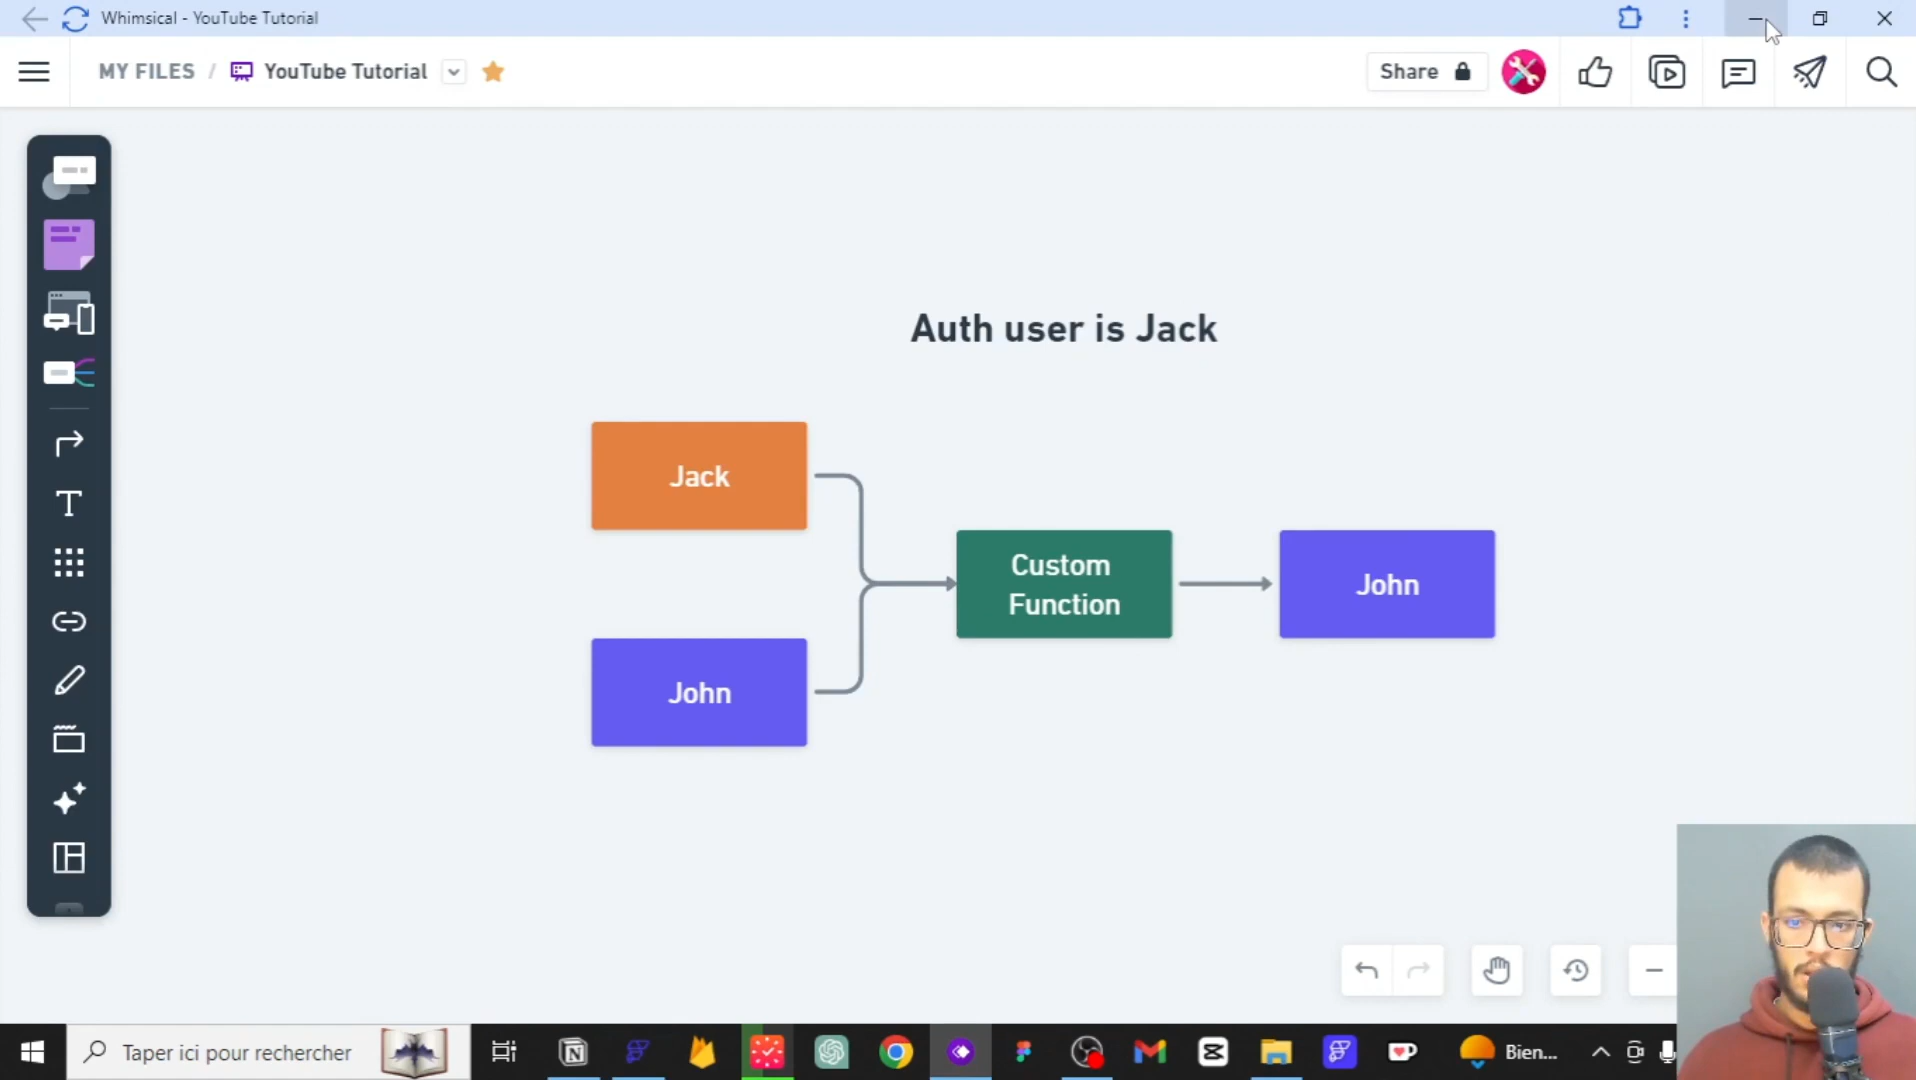 Whimsical - YouTube Tutorial
MY FILES / YouTube Tutorial
Share
Auth user is Jack
Jack
Custom
Function
John
John
Taper ici pour rechercher
Bien...